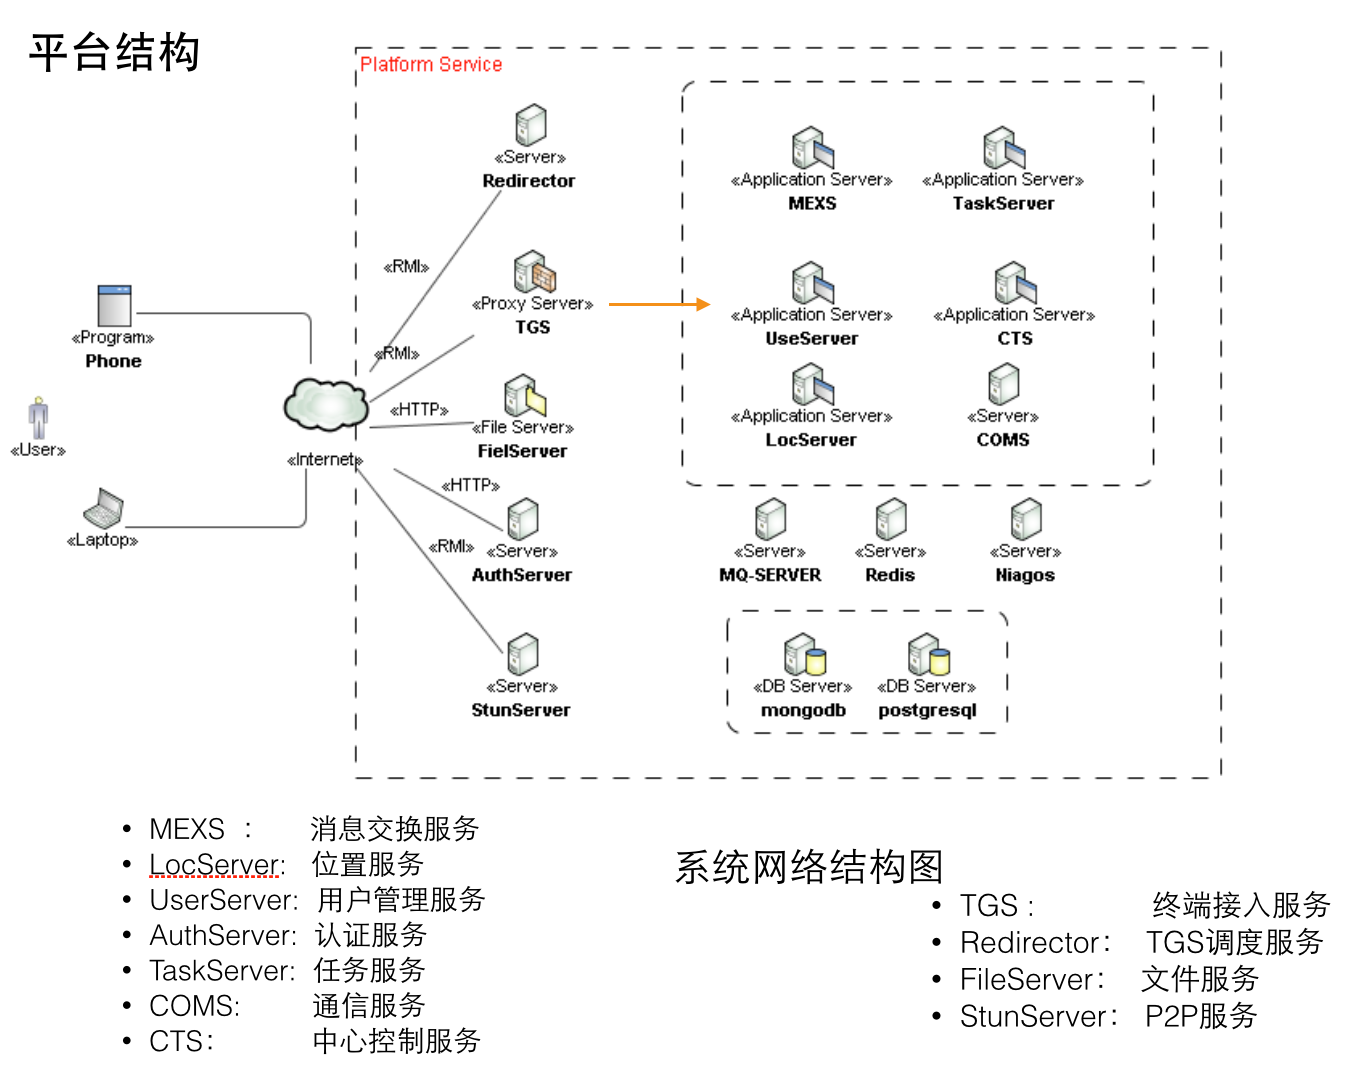 平台结构
Platform Service
«Server»
Redirector
«Application Server»
MEXS
«Application Server»
TaskServer
«RMI»
«Proxy Server»
TGS
«Application Server»
UseServer
«Application Server»
CTS
«Program»
Phone
«RMI»
«HTTP»
«File Server»
FielServer
«Application Server»
LocServer
«Server»
COMS
«User»
«Internet»
«HTTP»
«Laptop»
«RMI»
«Server»
AuthServer
«Server»
MQ-SERVER
«Server»
Redis
«Server»
Niagos
«Server»
StunServer
«DB Server»
mongodb
«DB Server»
postgresql
• MEXS ： 消息交换服务
• LocServer: 位置服务
• UserServer: 用户管理服务
• AuthServer: 认证服务
• TaskServer: 任务服务
• COMS: 通信服务
• CTS： 中心控制服务
系统网络结构图
• TGS : 终端接入服务
• Redirector： TGS调度服务
• FileServer： 文件服务
• StunServer： P2P服务